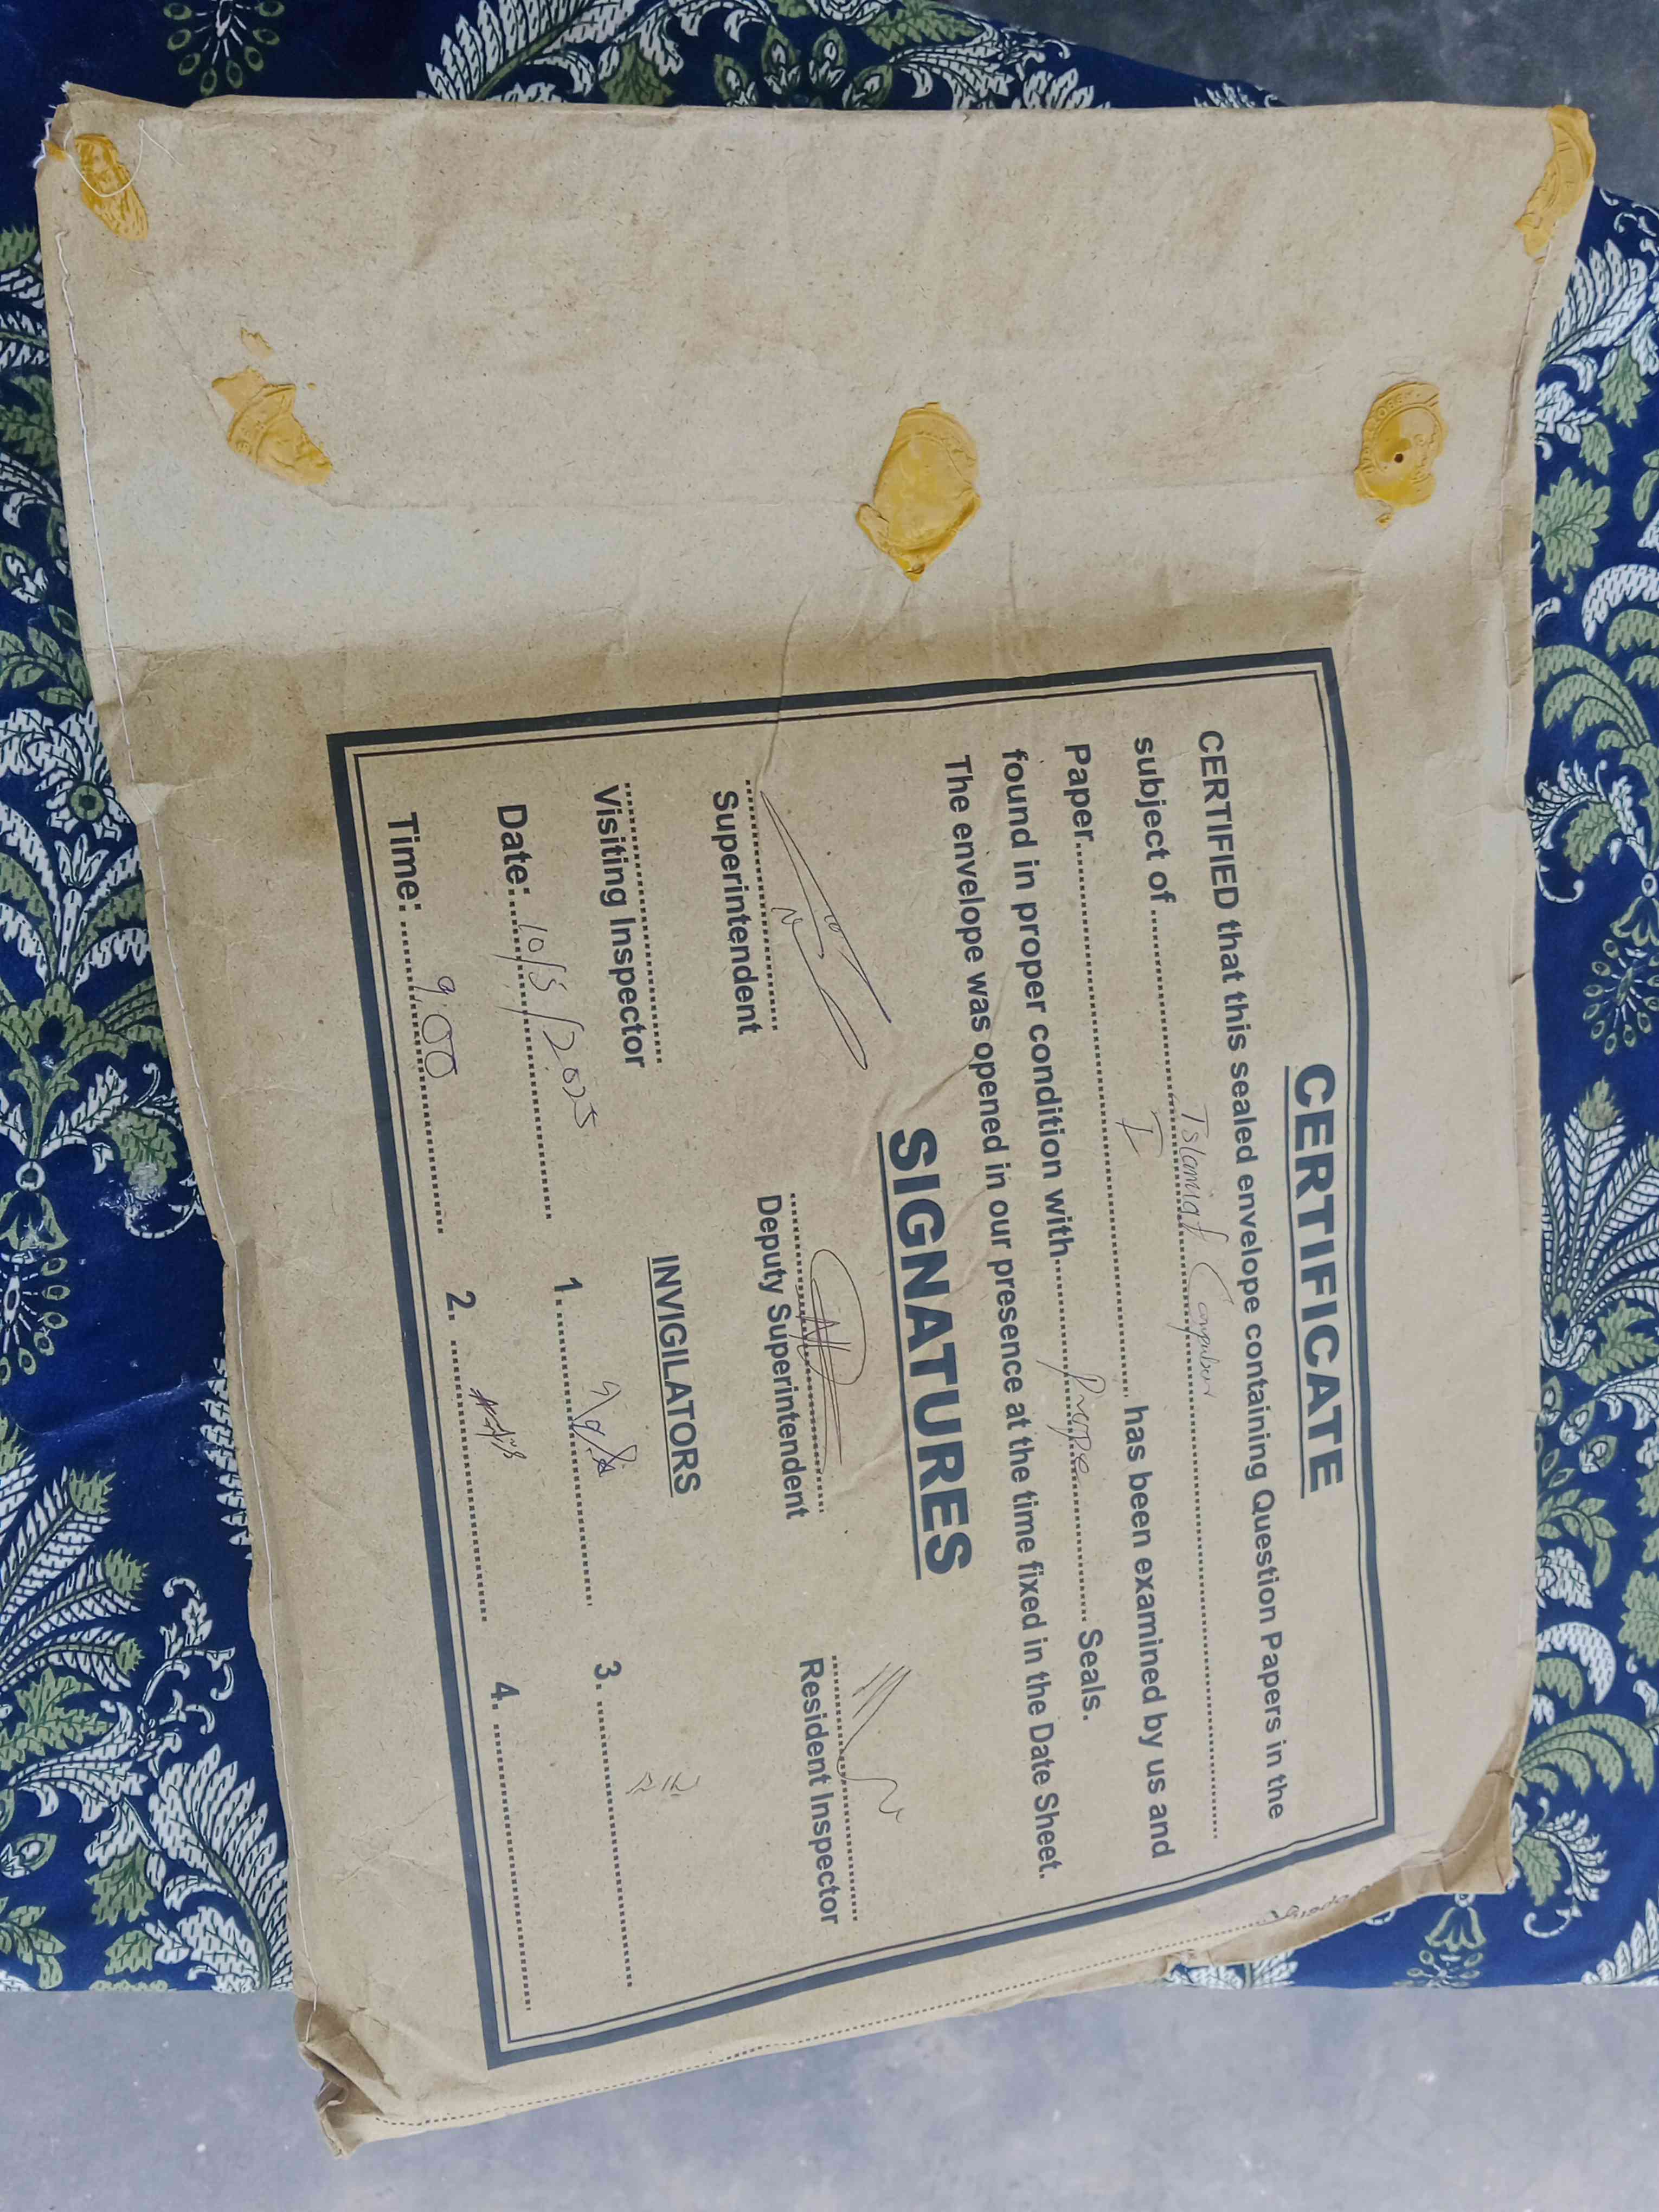 CERTIFICATE
CERTIFIED that this sealed envelope containing Question Papers in the
subject of .......... Islamiat Compulsory
Paper.......... I .......... has been examined by us and
found in proper condition with.......... Proper .......... Seals.
The envelope was opened in our presence at the time fixed in the Date Sheet.
SIGNATURES
Superintendent Deputy Superintendent Resident Inspector
Visiting Inspector
INVIGILATORS
Date: 10/5/2025 1. 3.
Time: 9.00 2. 4.